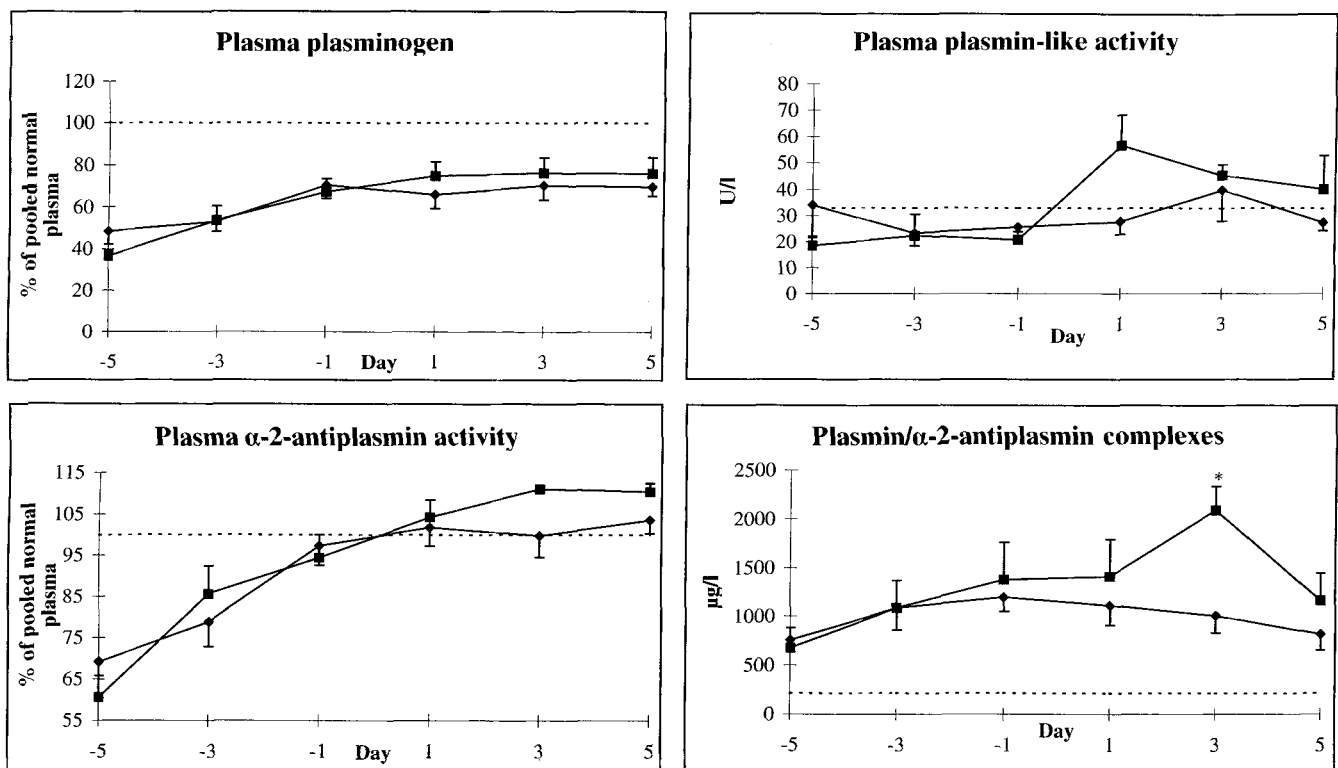 Plasma plasminogen
% of pooled normal
plasma
120
100
80
60
40
20
0
-5 -3 -1 1 3 5
Day
Plasma plasmin-like activity
U/l
80
70
60
50
40
30
20
10
0
-5 -3 -1 1 3 5
Day
Plasma α-2-antiplasmin activity
% of pooled normal
plasma
115
105
95
85
75
65
55
-5 -3 -1 1 3 5
Day
Plasmin/α-2-antiplasmin complexes
µg/l
2500
2000
1500
1000
500
0
*
-5 -3 -1 1 3 5
Day